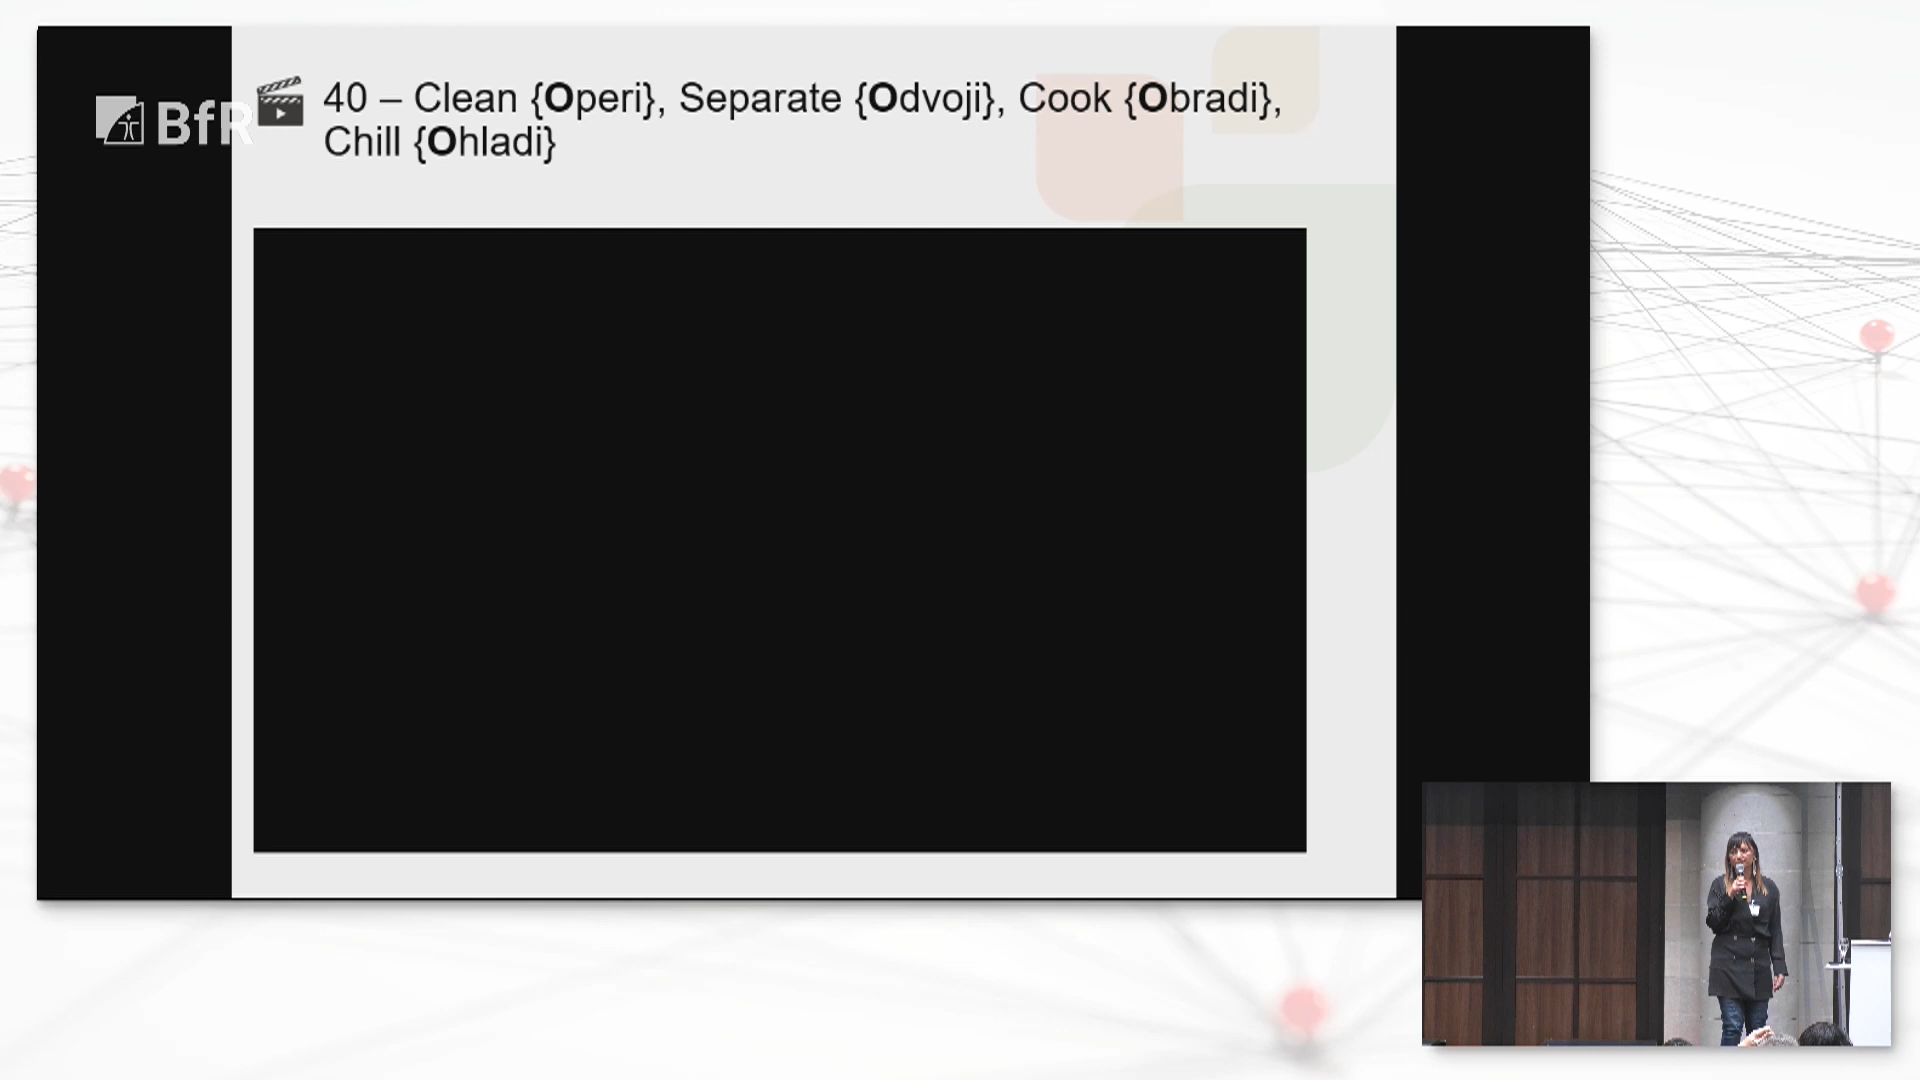 BfR
40 – Clean {Operi}, Separate {Odvoji}, Cook {Obradi},
Chill {Ohladi}